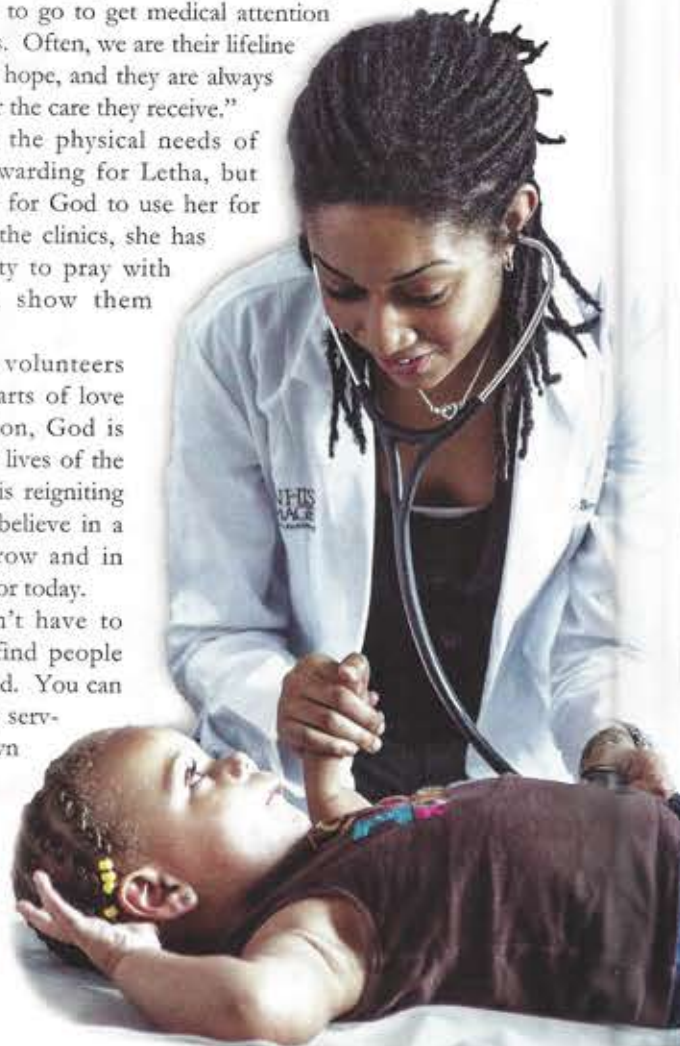 to go to get medical attention
s. Often, we are their lifeline
hope, and they are always
r the care they receive.”
the physical needs of
warding for Letha, but
for God to use her for
the clinics, she has
ty to pray with
show them
volunteers
arts of love
on, God is
lives of the
is reigniting
believe in a
row and in
or today.
n't have to
find people
d. You can
serv-
vn